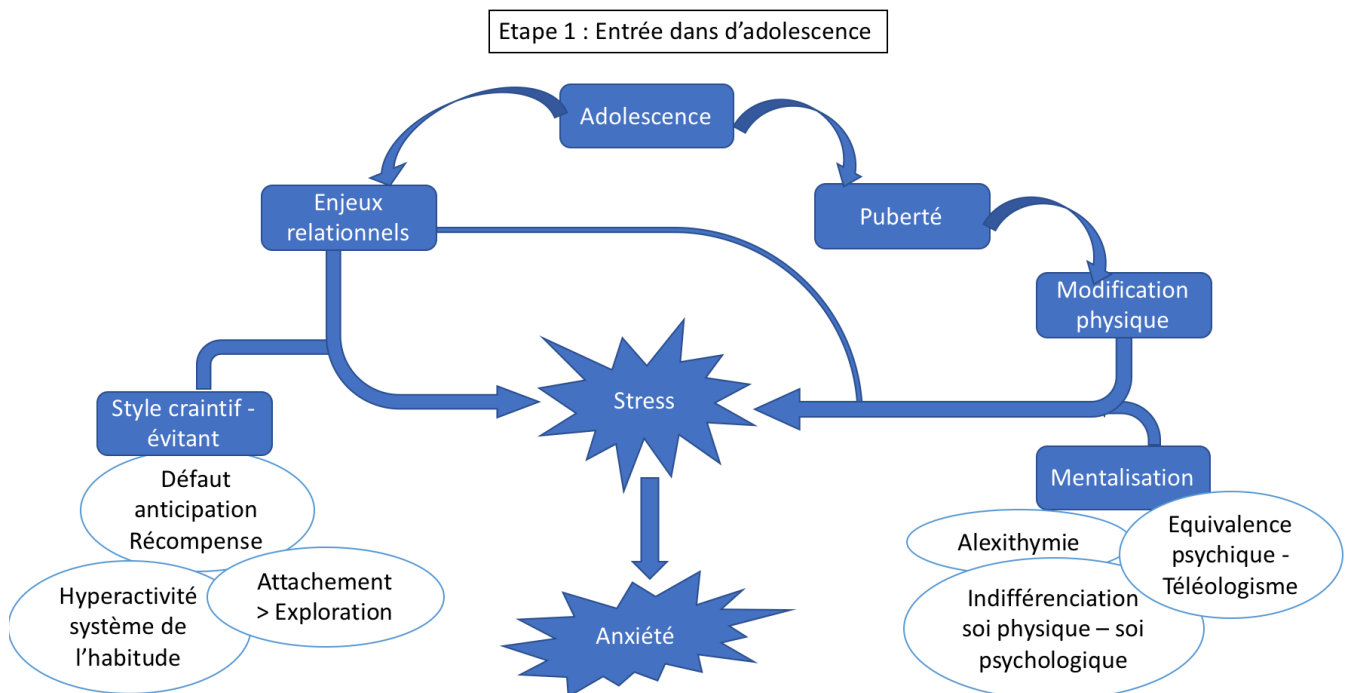 Etape 1 : Entrée dans d’adolescence
Adolescence
Enjeux
relationnels
Puberté
Modification
physique
Stress
Style craintif -
évitant
Défaut
anticipation
Récompense
Attachement
> Exploration
Hyperactivité
système de
l’habitude
Mentalisation
Alexithymie
Equivalence
psychique -
Téléologisme
Indifférenciation
soi physique – soi
psychologique
Anxiété